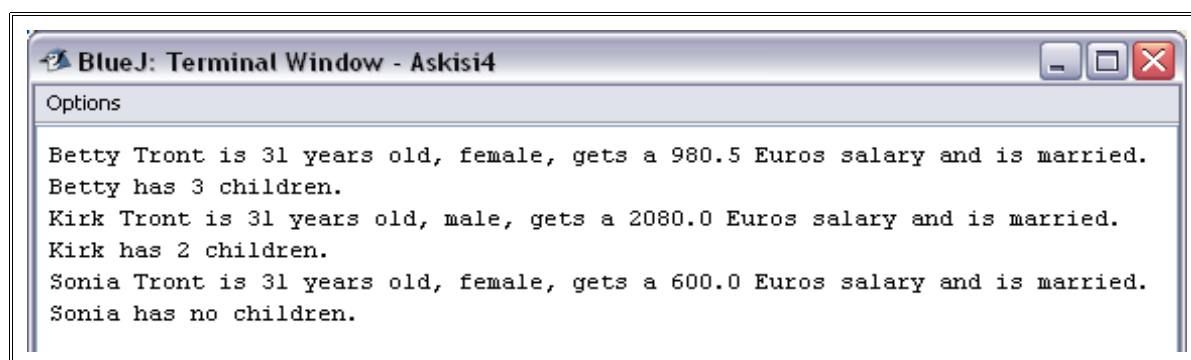 BlueJ: Terminal Window - Askisi4
Options
Betty Tront is 31 years old, female, gets a 980.5 Euros salary and is married.
Betty has 3 children.
Kirk Tront is 31 years old, male, gets a 2080.0 Euros salary and is married.
Kirk has 2 children.
Sonia Tront is 31 years old, female, gets a 600.0 Euros salary and is married.
Sonia has no children.